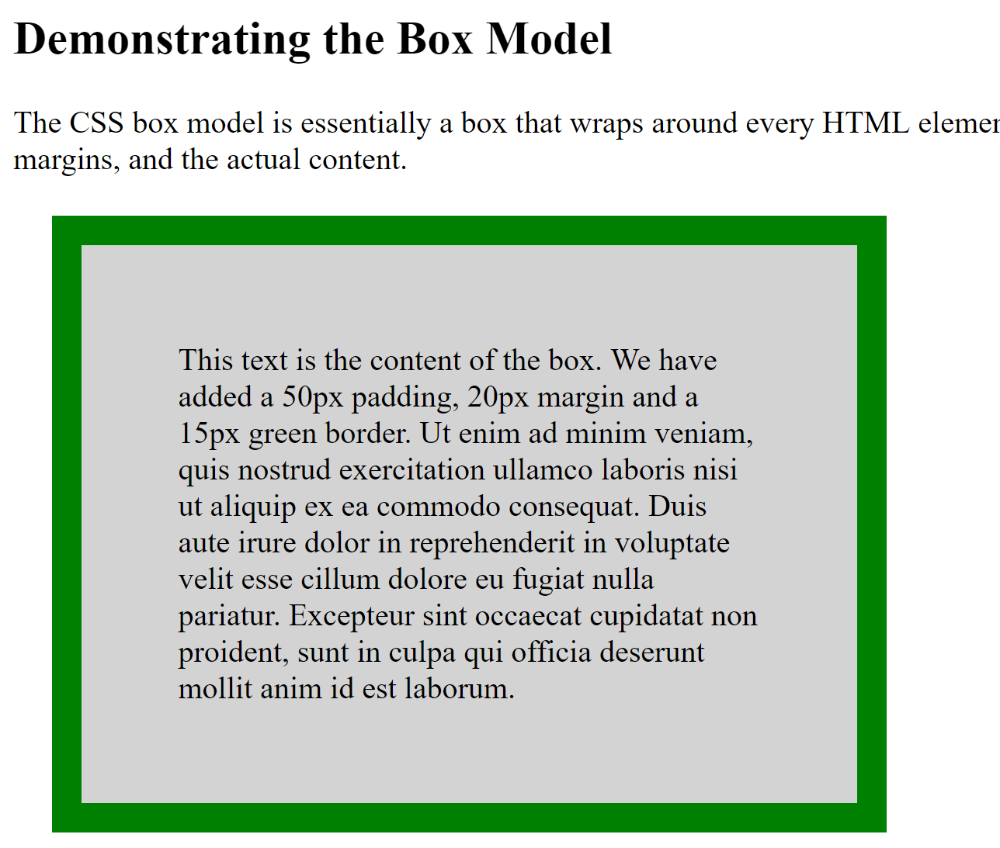 Demonstrating the Box Model
The CSS box model is essentially a box that wraps around every HTML
margins, and the actual content.
This text is the content of the box. We have
added a 50px padding, 20px margin and a
15px green border. Ut enim ad minim veniam,
quis nostrud exercitation ullamco laboris nisi
ut aliquip ex ea commodo consequat. Duis
aute irure dolor in reprehenderit in voluptate
velit esse cillum dolore eu fugiat nulla
pariatur. Excepteur sint occaecat cupidatat non
proident, sunt in culpa qui officia deserunt
mollit anim id est laborum.